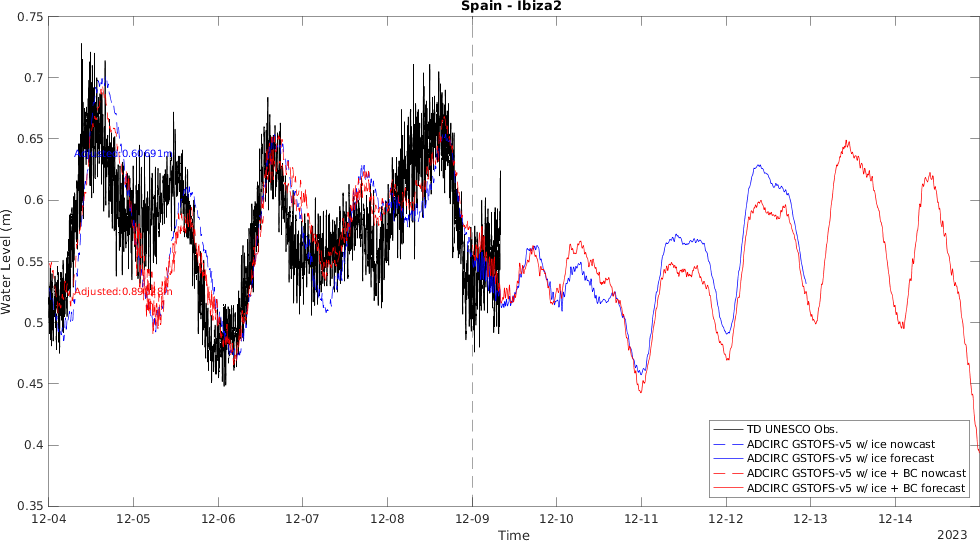 Spain - Ibiza2
0.75
0.7
0.65
0.6
0.55
0.5
0.45
0.4
0.35
Water Level (m)
Adjusted:0.60691m
12-04
12-05
12-06
12-07
12-08
12-09
12-10
12-11
12-12
12-13
12-14
Time
2023
TD UNESCO Obs.
ADCIRC GSTOFS-v5 w/ ice nowcast
ADCIRC GSTOFS-v5 w/ ice forecast
ADCIRC GSTOFS-v5 w/ ice + BC nowcast
ADCIRC GSTOFS-v5 w/ ice + BC forecast